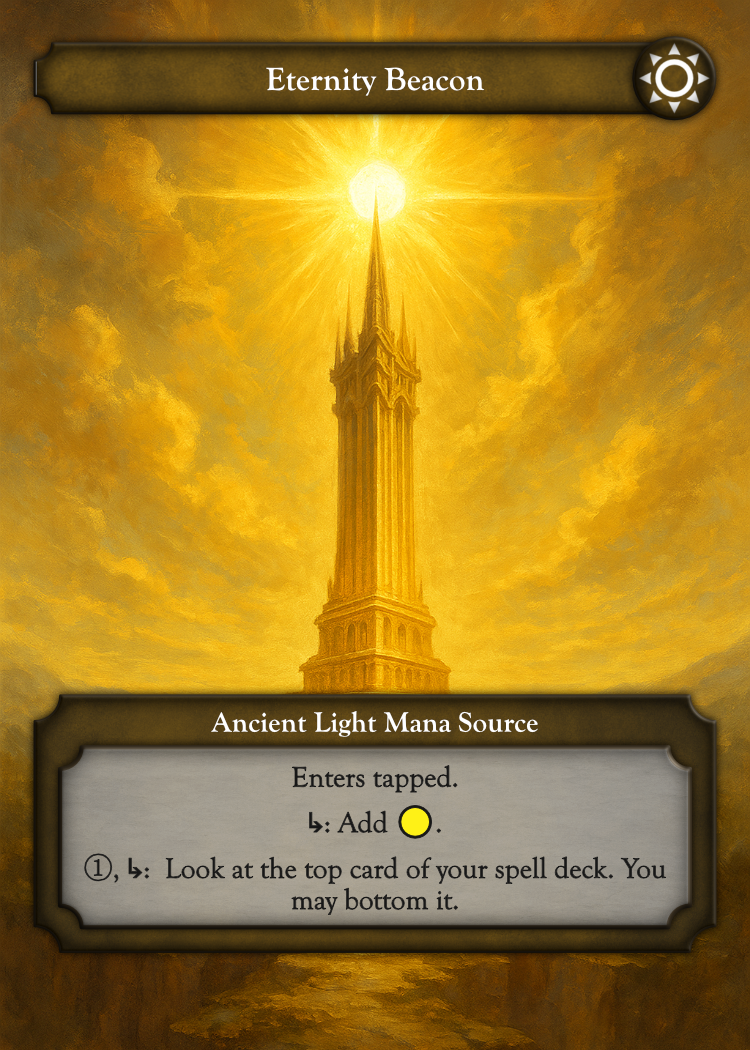 Eternity Beacon
Ancient Light Mana Source
Enters tapped.
↳: Add .
①, ↳: Look at the top card of your spell deck. You
may bottom it.